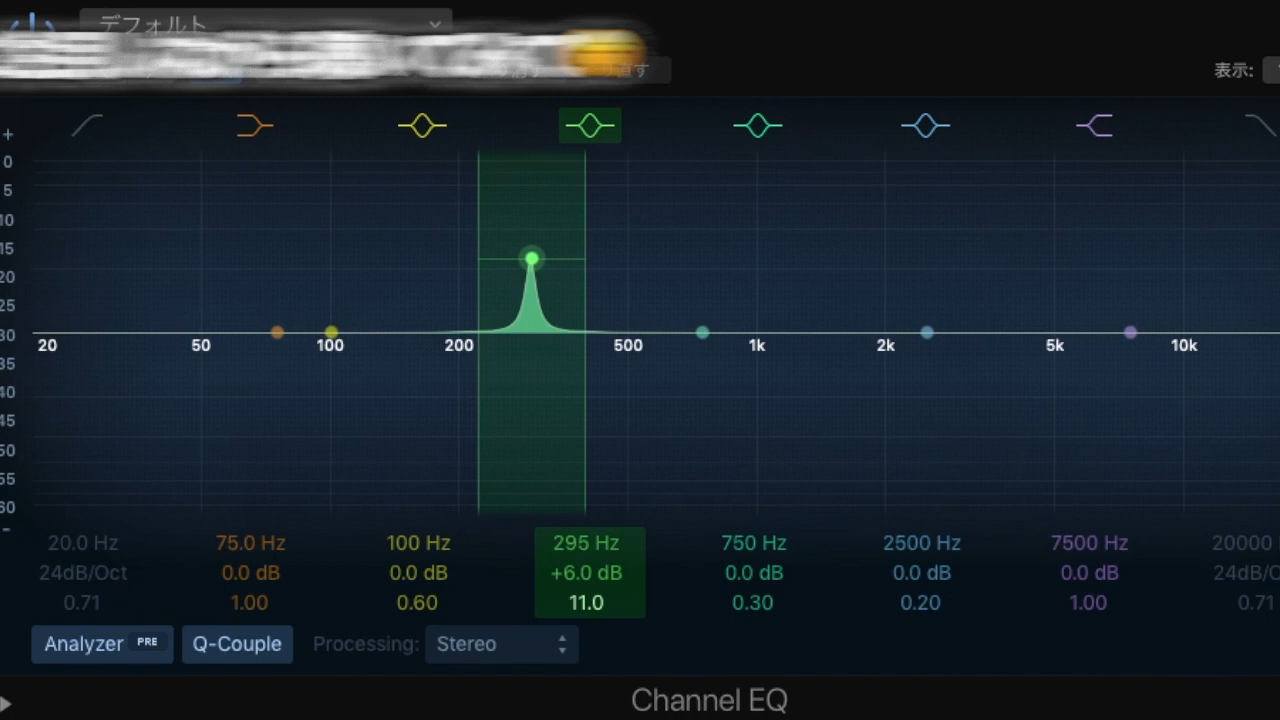 デフォルト
表示:
+
0
5
10
15
20
25
30
35
40
45
50
55
60
-
20 50 100 200 500 1k 2k 5k 10k
20.0 Hz 75.0 Hz 100 Hz 295 Hz 750 Hz 2500 Hz 7500 Hz 20000
24dB/Oct 0.0 dB 0.0 dB +6.0 dB 0.0 dB 0.0 dB 0.0 dB 24dB/O
0.71 1.00 0.60 11.0 0.30 0.20 1.00 0.71
Analyzer PRE Q-Couple Processing: Stereo
Channel EQ